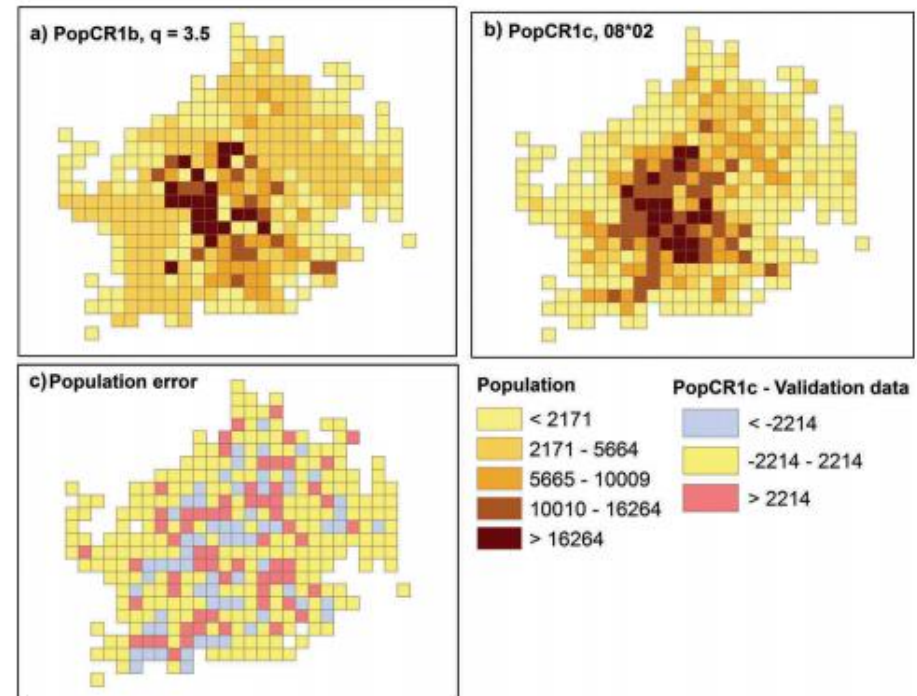 a) PopCR1b, q = 3.5
b) PopCR1c, 08*02
c) Population error
Population
< 2171
2171 - 5664
5665 - 10009
10010 - 16264
> 16264
PopCR1c - Validation data
< -2214
-2214 - 2214
> 2214